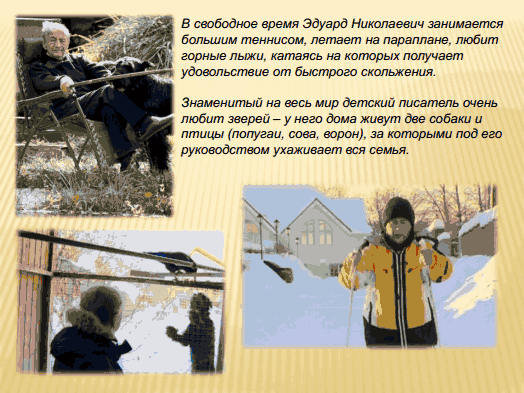 В свободное время Эдуард Николаевич занимается
большим теннисом, летает на параплане, любит
горные лыжи, катаясь на которых получает
удовольствие от быстрого скольжения.
Знаменитый на весь мир детский писатель очень
любит зверей – у него дома живут две собаки и
птицы (попугаи, сова, ворон), за которыми под его
руководством ухаживает вся семья.